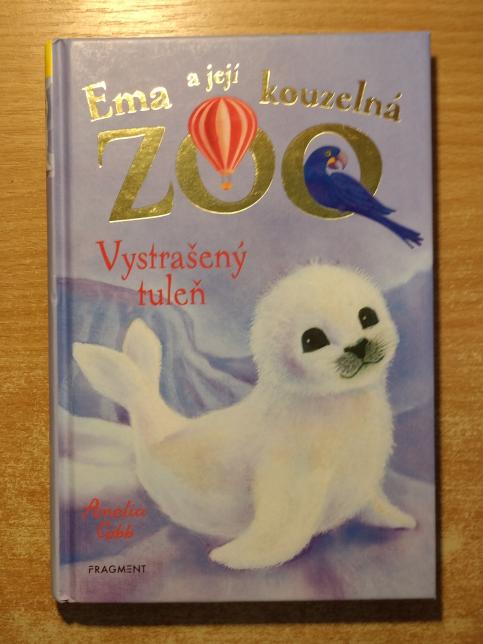 Ema a její kouzelná
ZOO
Vystrašený
tuleň
Amelia
Cobb
FRAGMENT